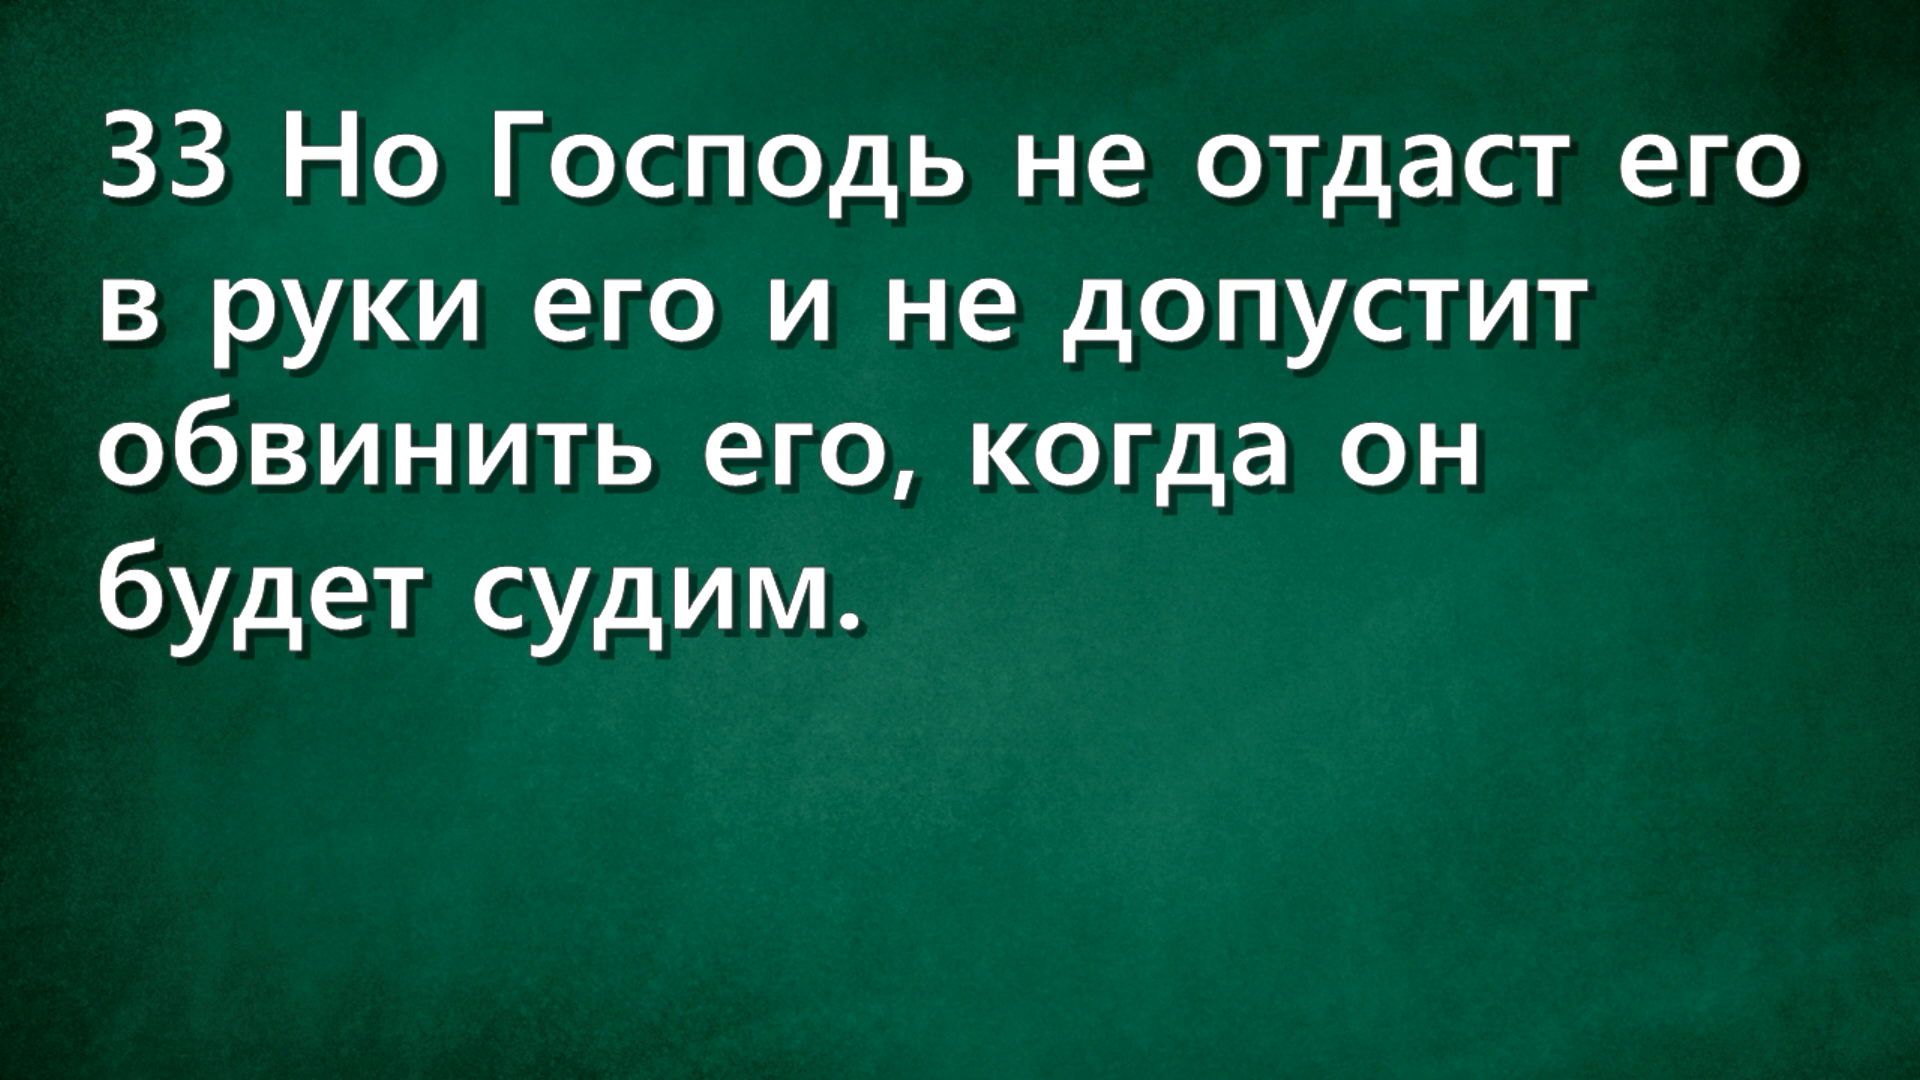 33 Но Господь не отдаст его
в руки его и не допустит
обвинить его, когда он
будет судим.